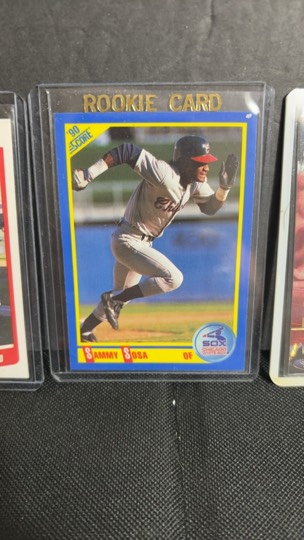 ROOKIE CARD
'90
SCORE
SAMMY SOSA OF
SOX